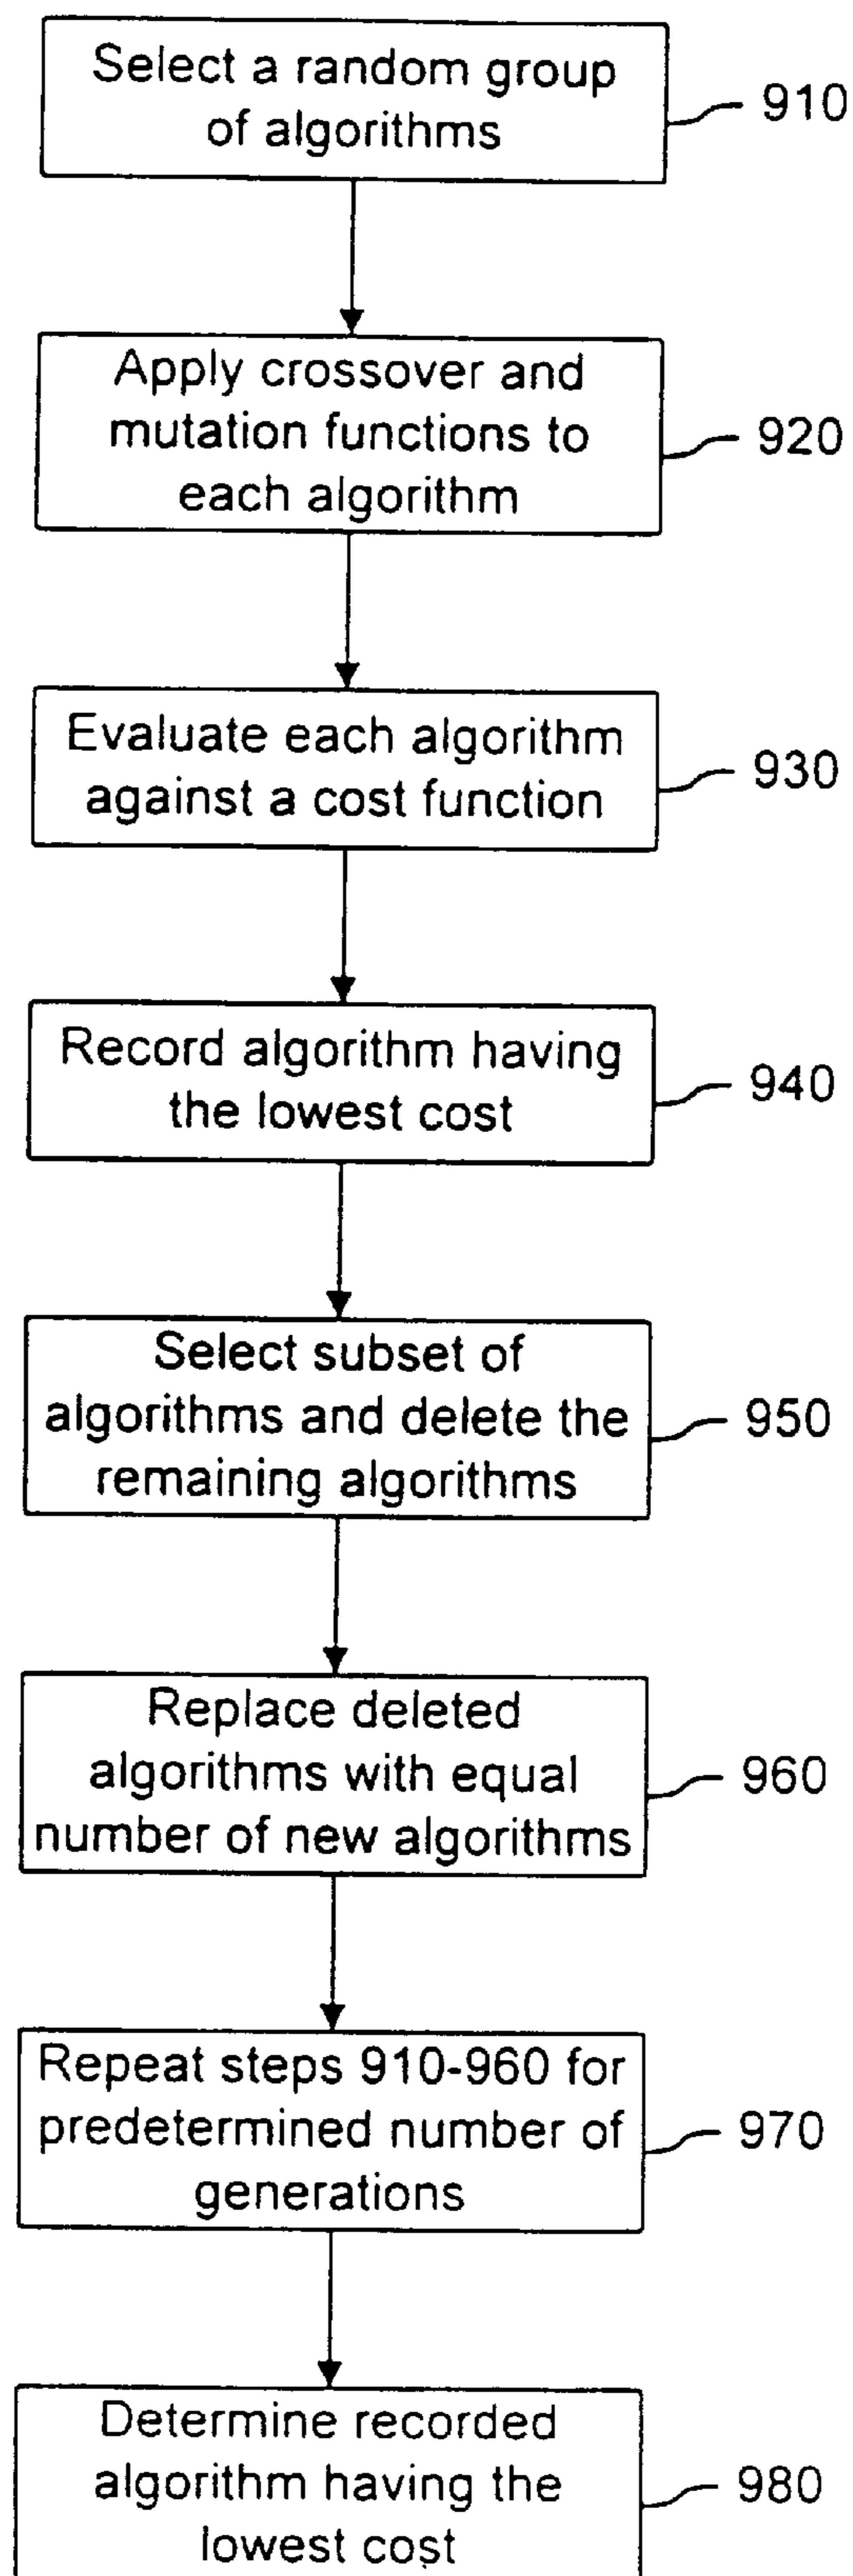 Select a random group
of algorithms
910
Apply crossover and
mutation functions to
each algorithm
920
Evaluate each algorithm
against a cost function
930
Record algorithm having
the lowest cost
940
Select subset of
algorithms and delete the
remaining algorithms
950
Replace deleted
algorithms with equal
number of new algorithms
960
Repeat steps 910-960 for
predetermined number of
generations
970
Determine recorded
algorithm having the
lowest cost
980